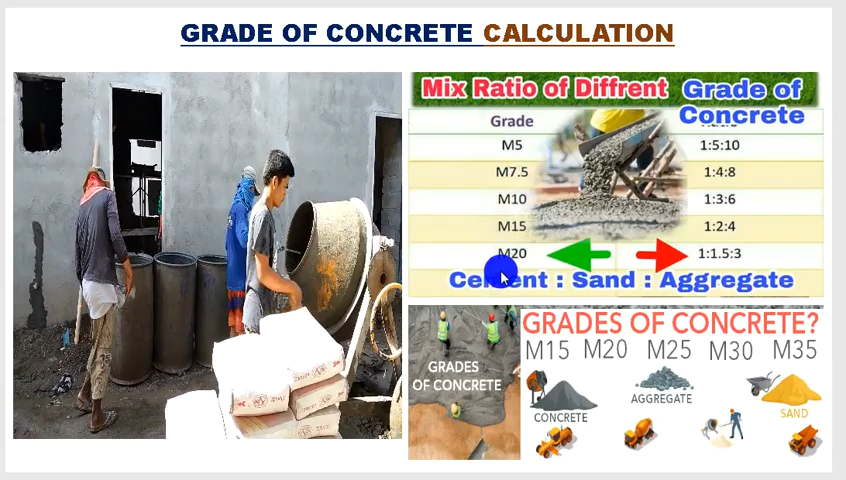 GRADE OF CONCRETE CALCULATION
Mix Ratio of Diffrent Grade of
Concrete
Grade
M5 1:5:10
M7.5 1:4:8
M10 1:3:6
M15 1:2:4
M20 1:1.5:3
Cement : Sand : Aggregate
GRADES
OF CONCRETE
GRADES OF CONCRETE?
M15 M20 M25 M30 M35
CONCRETE
AGGREGATE
SAND